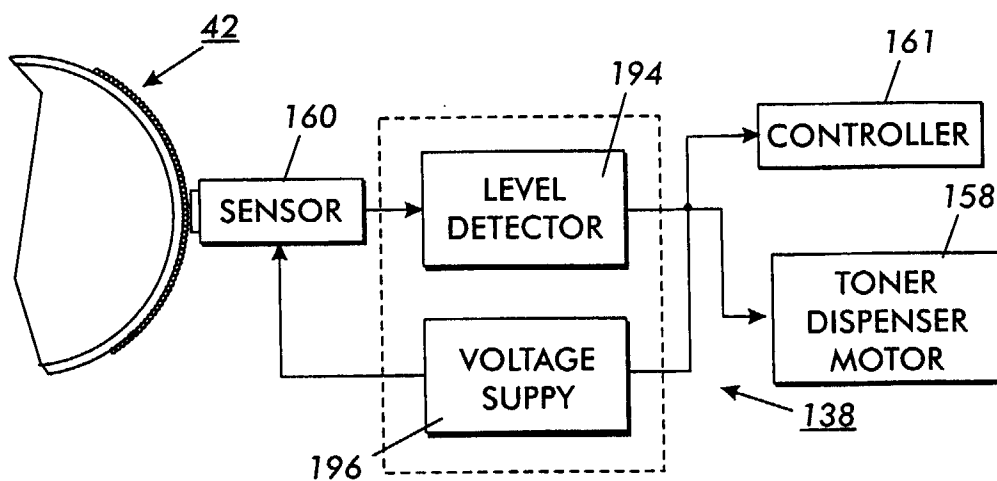 42
160
SENSOR
194
LEVEL
DETECTOR
161
CONTROLLER
158
TONER
DISPENSER
MOTOR
VOLTAGE
SUPPY
196
138